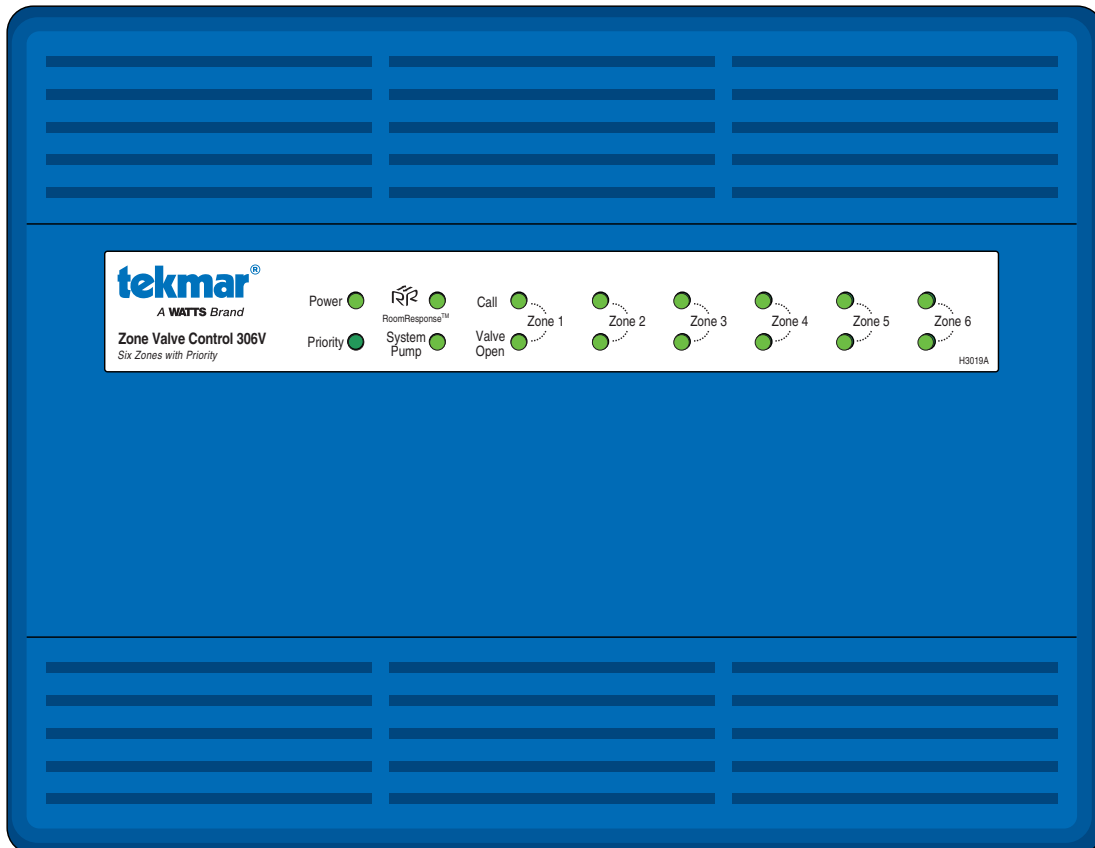 tekmar®
A WATTS Brand
Zone Valve Control 306V
Six Zones with Priority
Power
RoomResponse™
Call
Priority
System
Pump
Valve
Open
Zone 1
Zone 2
Zone 3
Zone 4
Zone 5
Zone 6
H3019A